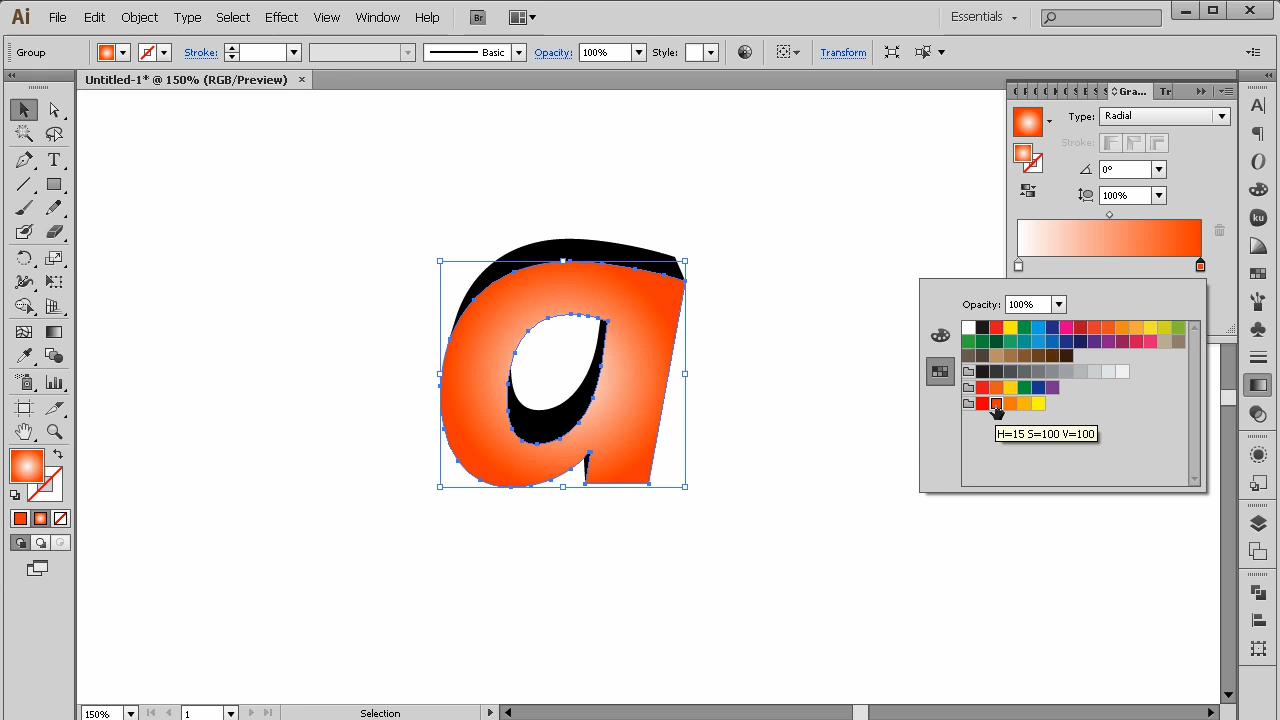 Ai File Edit Object Type Select Effect View Window Help Br Essentials
Group Stroke: Basic Opacity: 100% Style: Transform
Untitled-1* @ 150% (RGB/Preview) ×
Gra... Tr
Type: Radial
Stroke:
0°
100%
Opacity: 100%
H=15 S=100 V=100
a
T
A
ku
150% 1 Selection